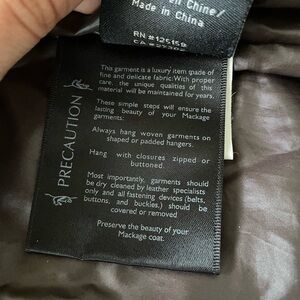 en Chine /
Made in China
RN # 12515
CA #
PRECAUTION
This garment is a luxury item made of
fine and delicate fabric. With proper
care, the unique qualities of this
material will be maintained for years.
These simple steps will ensure the
lasting beauty of your Mackage
garments:
Always hang woven garments on
shaped or padded hangers.
Hang with closures zipped or
buttoned.
Most importantly, garments should
be dry cleaned by leather specialists
only and all fastening devices (belts,
buttons, and buckles,) should be
covered or removed
Preserve the beauty of your
Mackage coat.